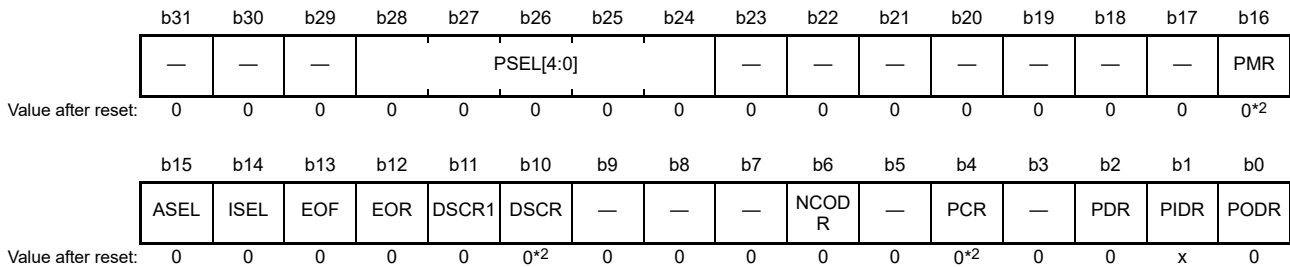 b31 b30 b29 b28 b27 b26 b25 b24 b23 b22 b21 b20 b19 b18 b17 b16
— — — PSEL[4:0] — — — — — — — PMR
Value after reset: 0 0 0 0 0 0 0 0 0 0 0 0 0 0 0 0*2
b15 b14 b13 b12 b11 b10 b9 b8 b7 b6 b5 b4 b3 b2 b1 b0
ASEL ISEL EOF EOR DSCR1 DSCR — — — NCOD
R — PCR — PDR PIDR PODR
Value after reset: 0 0 0 0 0 0*2 0 0 0 0 0 0*2 0 0 x 0